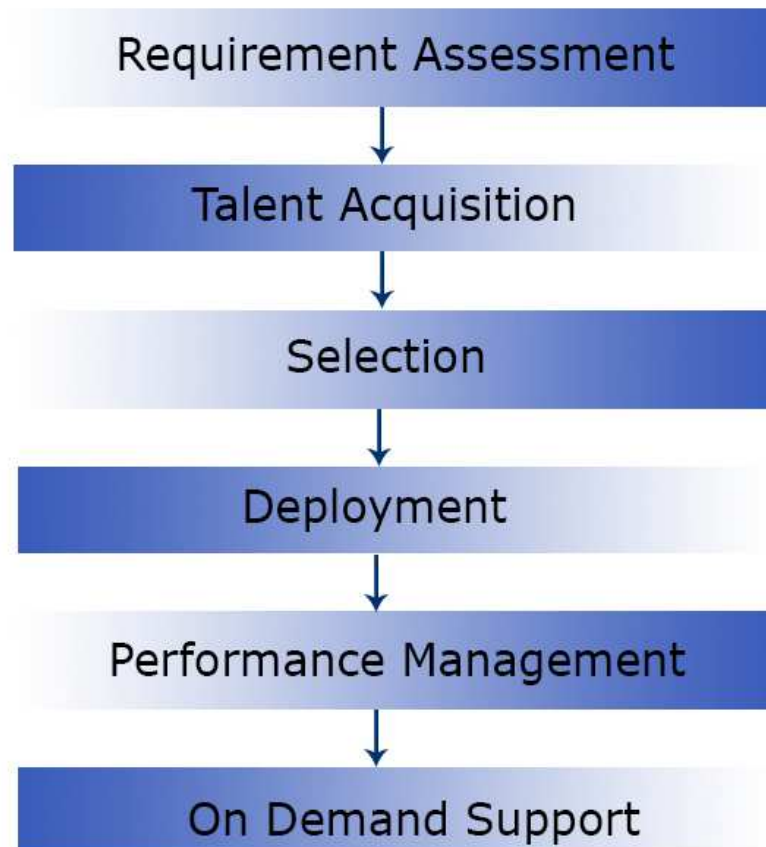 Requirement Assessment
Talent Acquisition
Selection
Deployment
Performance Management
On Demand Support